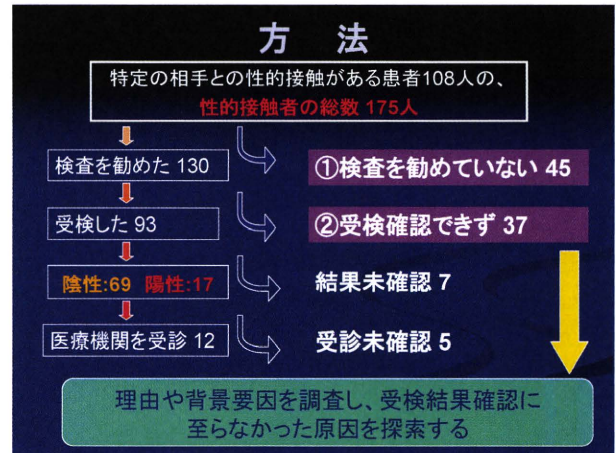 方 法
特定の相手との性的接触がある患者108人の、
性的接触者の総数 175人
検査を勧めた 130
①検査を勧めていない 45
受検した 93
②受検確認できず 37
陰性:69 陽性:17
結果未確認 7
医療機関を受診 12
受診未確認 5
理由や背景要因を調査し、受検結果確認に
至らなかった原因を探索する